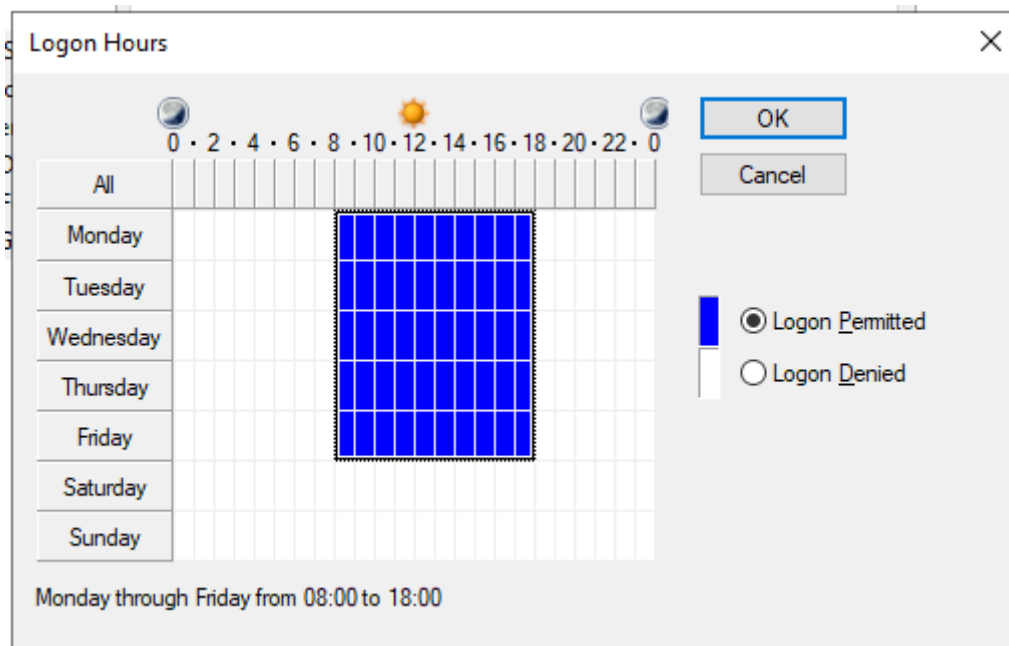 Logon Hours
0 · 2 · 4 · 6 · 8 · 10 · 12 · 14 · 16 · 18 · 20 · 22 · 0
OK
Cancel
All
Monday
Tuesday
Wednesday
Thursday
Friday
Saturday
Sunday
Logon Permitted
Logon Denied
Monday through Friday from 08:00 to 18:00